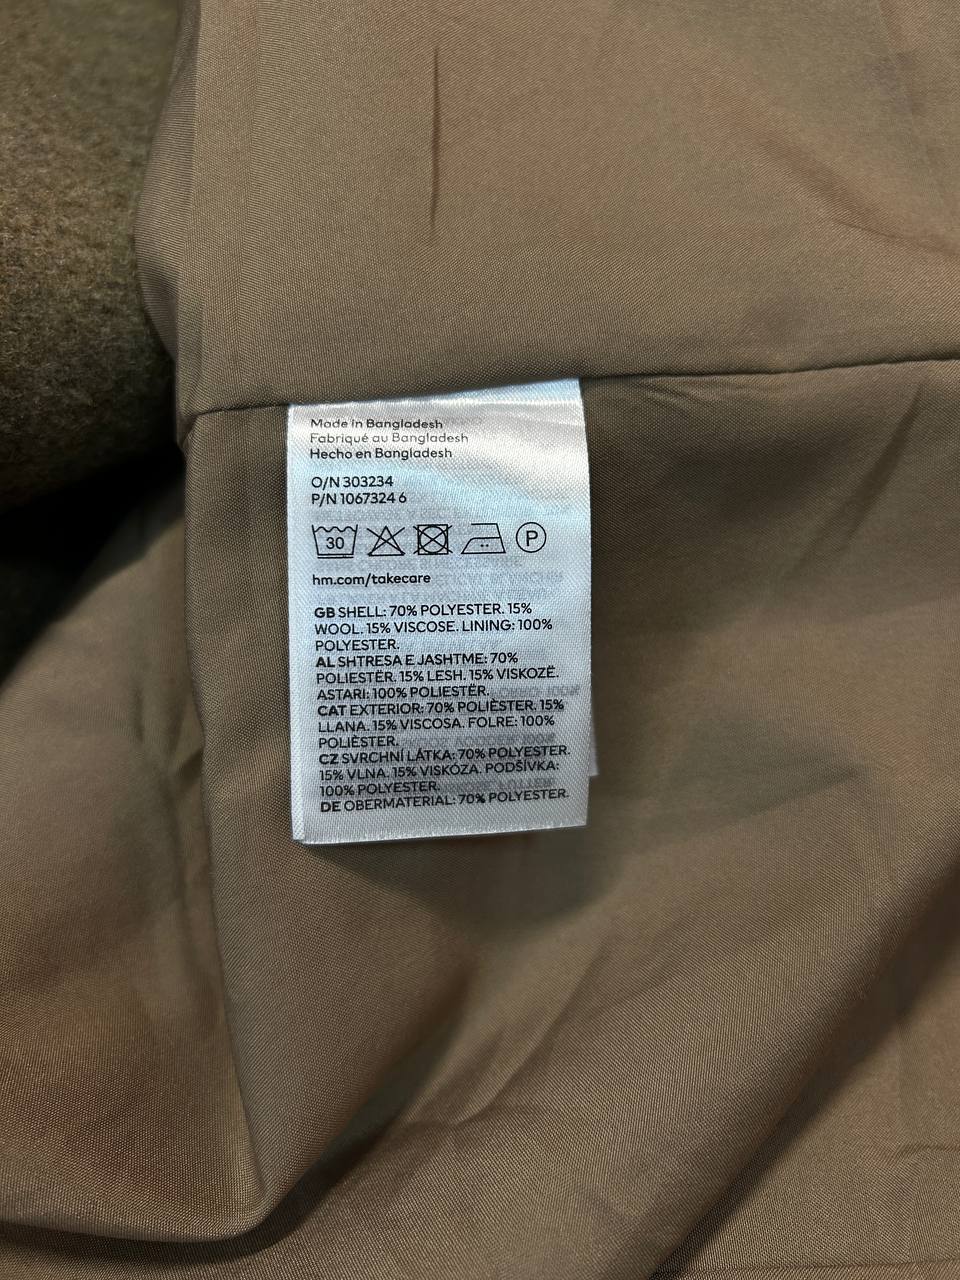 Made in Bangladesh
Fabriqué au Bangladesh
Hecho en Bangladesh
O/N 303234
P/N 1067324 6
30 P
hm.com/takecare
GB SHELL: 70% POLYESTER. 15%
WOOL. 15% VISCOSE. LINING: 100%
POLYESTER.
AL SHTRESA E JASHTME: 70%
POLIESTËR. 15% LESH. 15% VISKOZË.
ASTARI: 100% POLIESTËR.
CAT EXTERIOR: 70% POLIÈSTER. 15%
LLANA. 15% VISCOSA. FOLRE: 100%
POLIÈSTER.
CZ SVRCHNÍ LÁTKA: 70% POLYESTER.
15% VLNA. 15% VISKÓZA. PODŠÍVKA:
100% POLYESTER.
DE OBERMATERIAL: 70% POLYESTER.